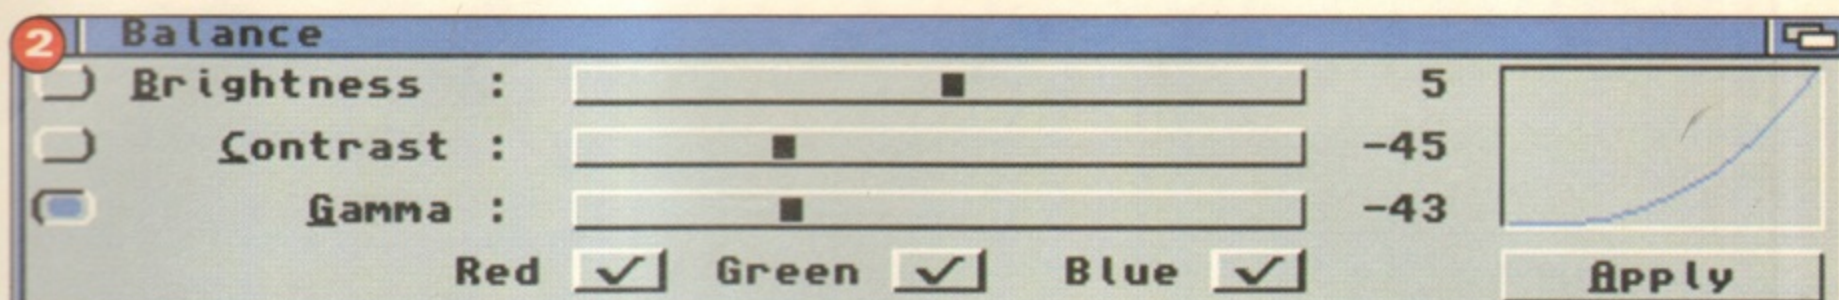 2 Balance
Brightness : 5
Contrast : -45
Gamma : -43
Red Green Blue Apply